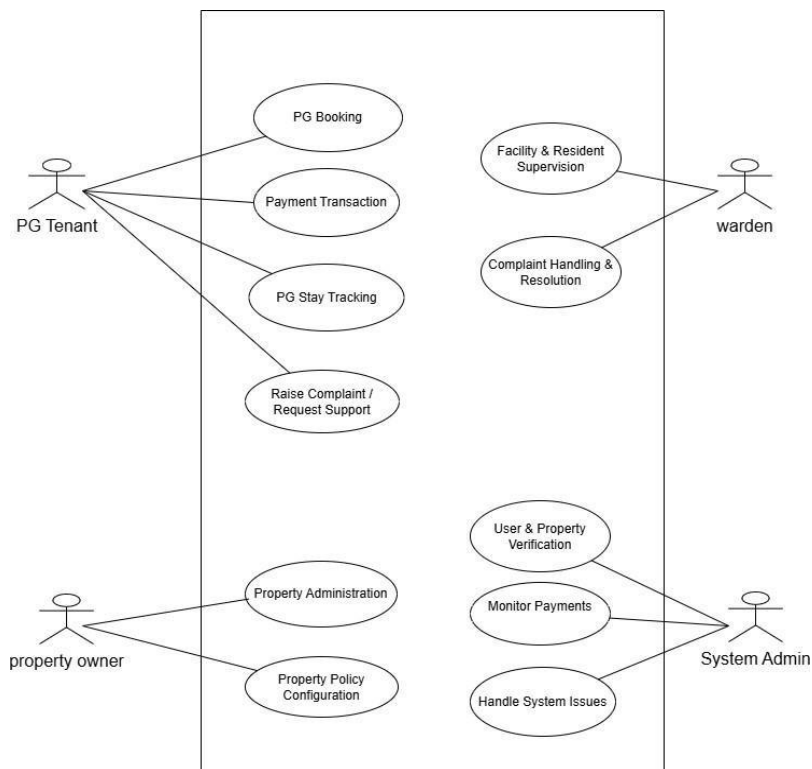 PG Booking
Payment Transaction
PG Stay Tracking
Raise Complaint /
Request Support
PG Tenant
Facility & Resident
Supervision
Complaint Handling &
Resolution
warden
Property Administration
Property Policy
Configuration
property owner
User & Property
Verification
Monitor Payments
Handle System Issues
System Admin